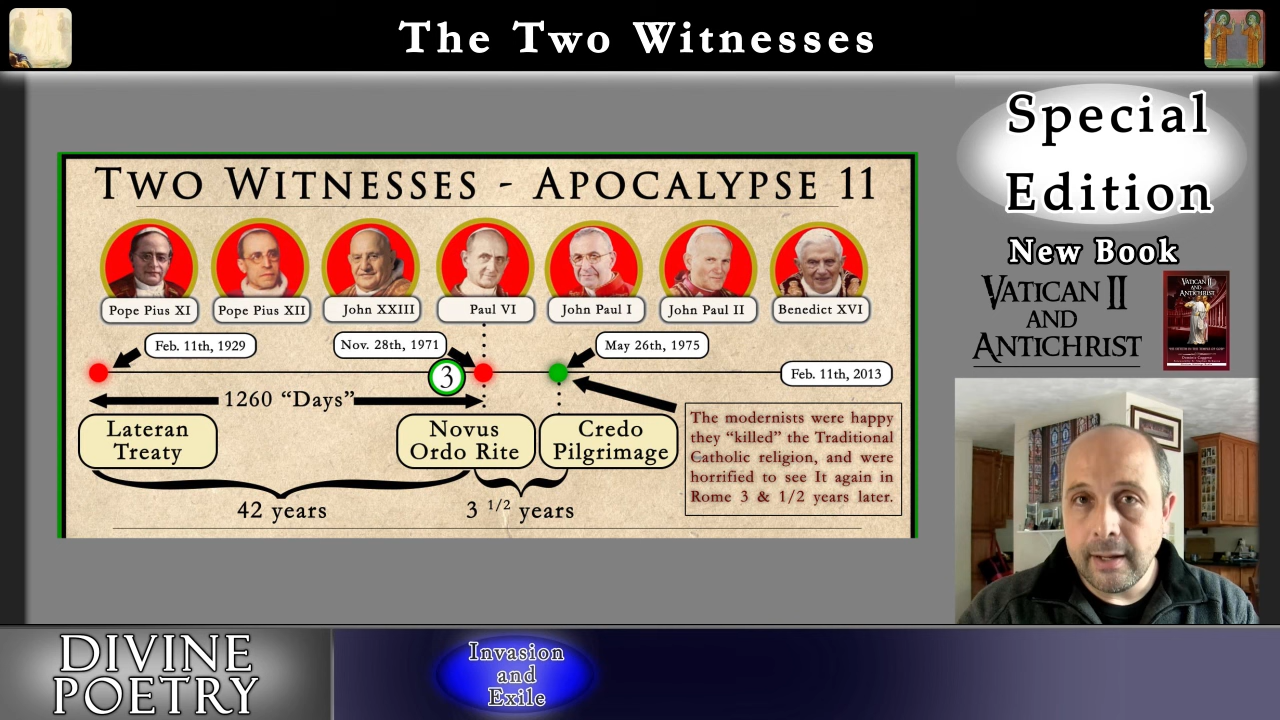 The Two Witnesses
Special
Edition
New Book
VATICAN II
AND
ANTICHRIST
VATICAN II
AND
ANTICHRIST
TWO WITNESSES - APOCALYPSE 11
Pope Pius XI
Pope Pius XII
John XXIII
Paul VI
John Paul I
John Paul II
Benedict XVI
Feb. 11th, 1929
Nov. 28th, 1971
May 26th, 1975
Feb. 11th, 2013
3
1260 “Days”
Lateran
Treaty
Novus
Ordo Rite
Credo
Pilgrimage
The modernists were happy
they “killed” the Traditional
Catholic religion, and were
horrified to see It again in
Rome 3 & 1/2 years later.
42 years
3 1/2 years
DIVINE
POETRY
Invasion
and
Exile